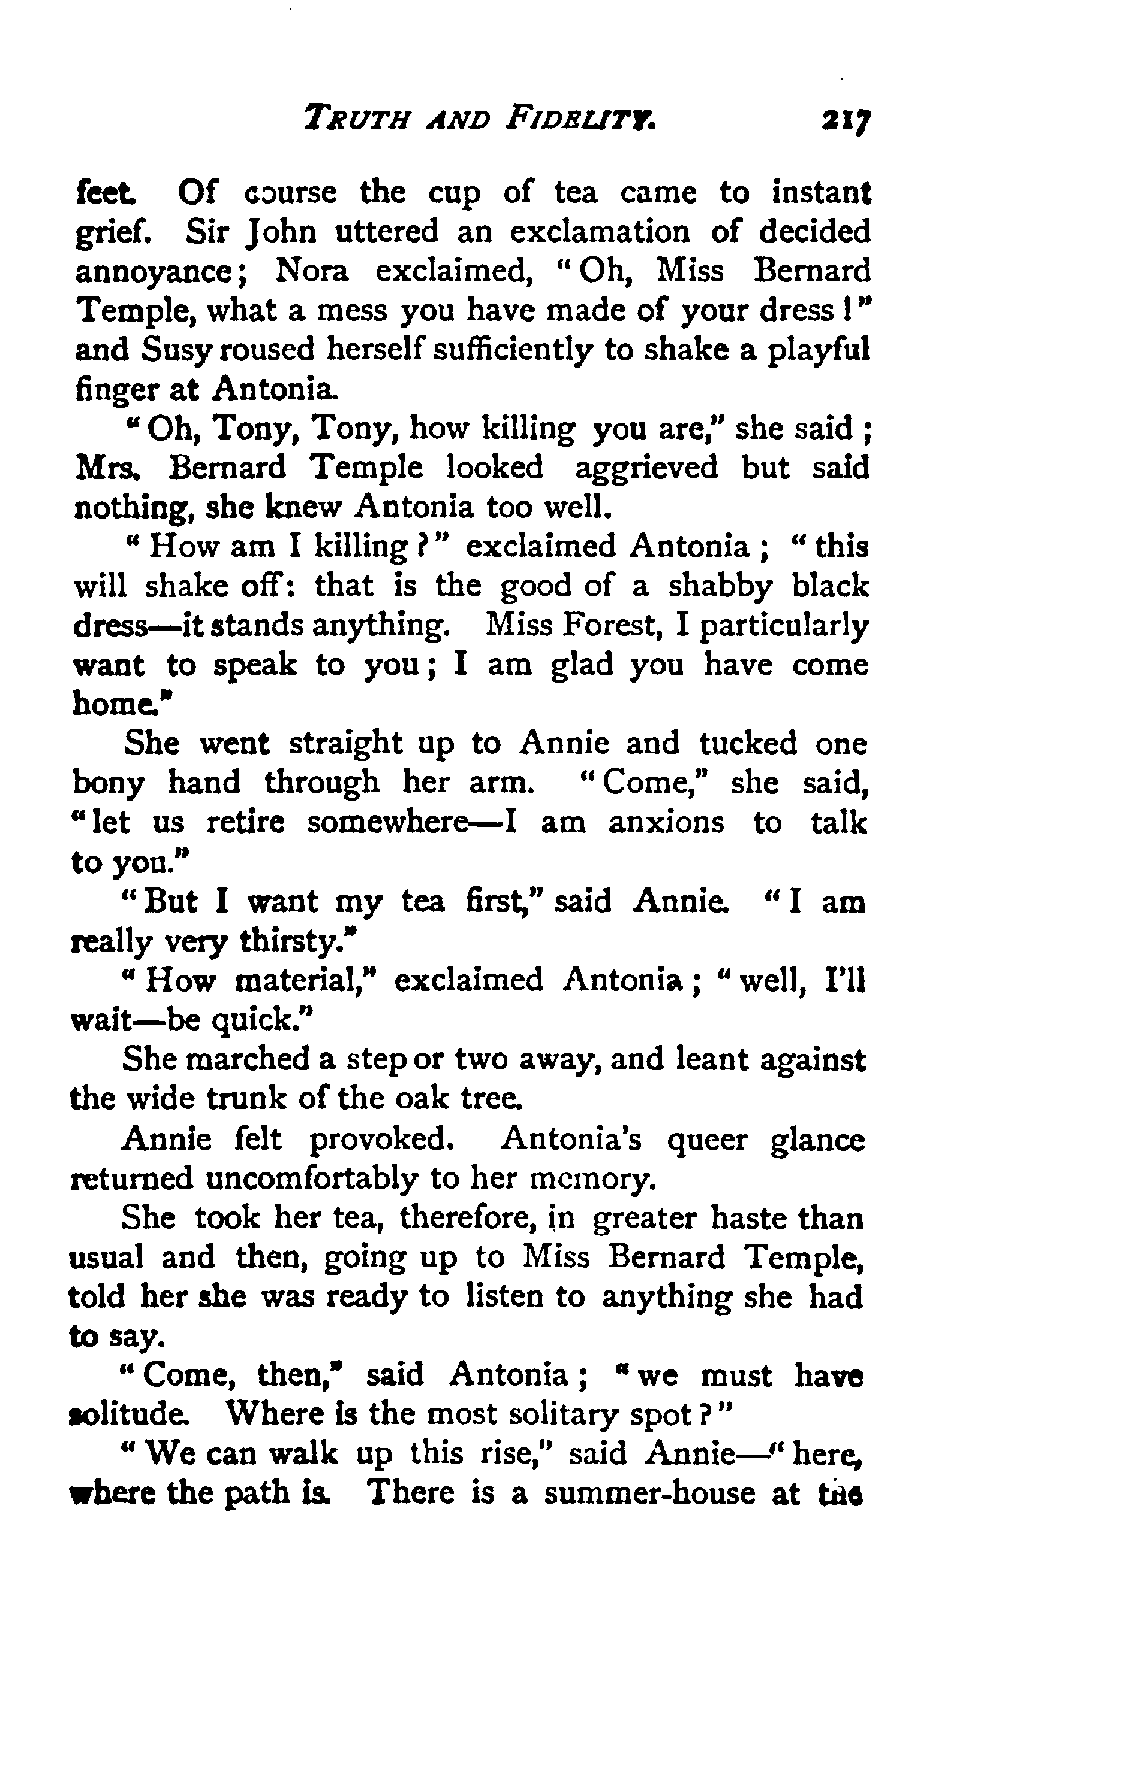 TRUTH AND FIDELITY. 217
feet. Of course the cup of tea came to instant
grief. Sir John uttered an exclamation of decided
annoyance; Nora exclaimed, "Oh, Miss Bernard
Temple, what a mess you have made of your dress!"
and Susy roused herself sufficiently to shake a playful
finger at Antonia.
"Oh, Tony, Tony, how killing you are," she said;
Mrs. Bernard Temple looked aggrieved but said
nothing, she knew Antonia too well.
"How am I killing?" exclaimed Antonia; "this
will shake off: that is the good of a shabby black
dress—it stands anything. Miss Forest, I particularly
want to speak to you; I am glad you have come
home."
She went straight up to Annie and tucked one
bony hand through her arm. "Come," she said,
"let us retire somewhere—I am anxions to talk
to you."
"But I want my tea first," said Annie. "I am
really very thirsty."
"How material," exclaimed Antonia; "well, I'll
wait—be quick."
She marched a step or two away, and leant against
the wide trunk of the oak tree.
Annie felt provoked. Antonia's queer glance
returned uncomfortably to her memory.
She took her tea, therefore, in greater haste than
usual and then, going up to Miss Bernard Temple,
told her she was ready to listen to anything she had
to say.
"Come, then," said Antonia; "we must have
solitude. Where is the most solitary spot?"
"We can walk up this rise," said Annie—"here,
where the path is. There is a summer-house at the